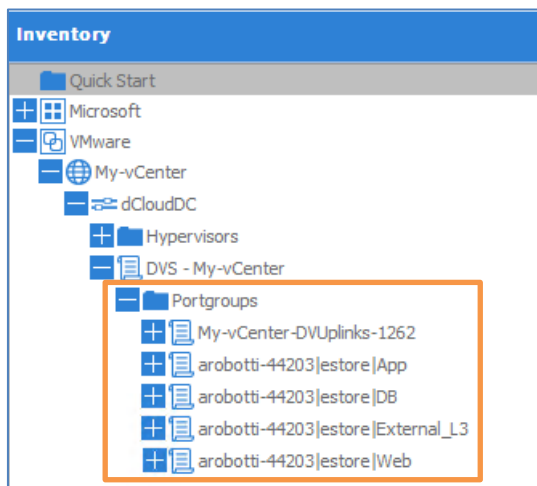 Inventory
Quick Start
Microsoft
VMware
My-vCenter
dCloudDC
Hypervisors
DVS - My-vCenter
Portgroups
My-vCenter-DVUplinks-1262
arobotti-44203|estore|App
arobotti-44203|estore|DB
arobotti-44203|estore|External_L3
arobotti-44203|estore|Web